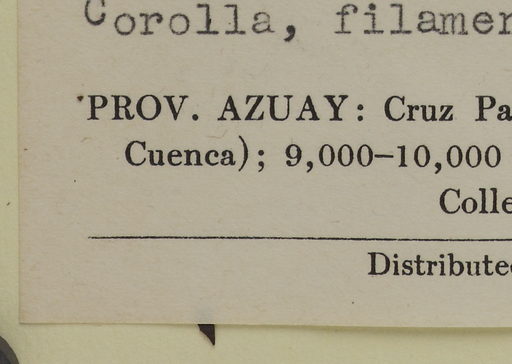 Corolla, filamen
PROV. AZUAY: Cruz Pa
Cuenca); 9,000–10,000
Colle
Distribute